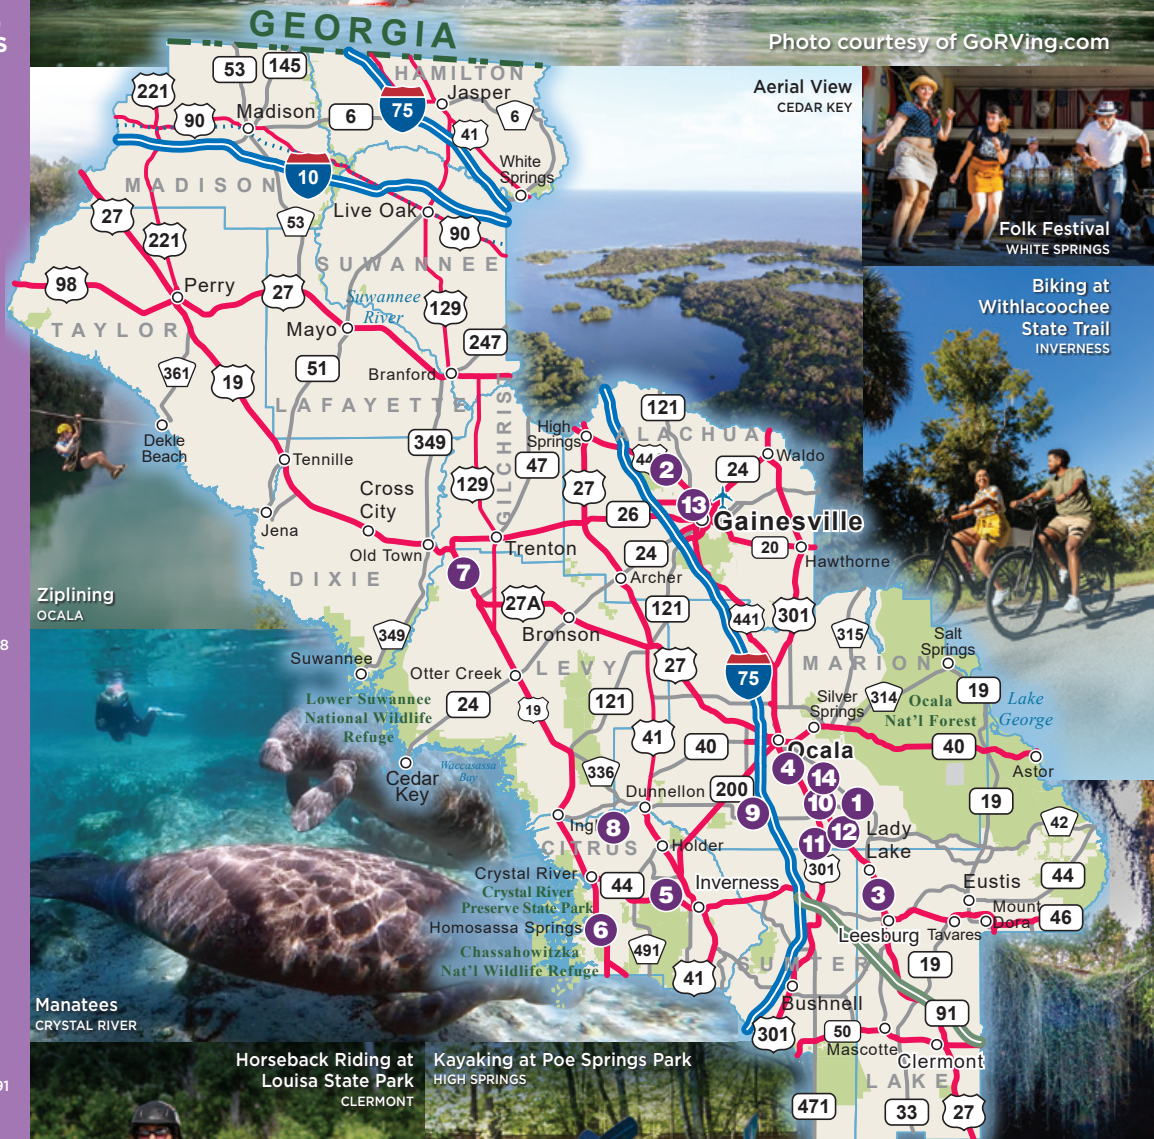 S
GEORGIA
Photo courtesy of GoRVing.com
53
145
HAMILTON
Aerial View
CEDAR KEY
221
Jasper
90
Madison
6
75
6
41
White
Springs
10
MADISON
27
53
Live Oak
221
90
Folk Festival
WHITE SPRINGS
SUWANNEE
98
Perry
27
Suwannee
River
129
Biking at
Withlacoochee
State Trail
INVERNESS
TAYLOR
Mayo
247
361
19
51
Branford
LAFAYETTE
GILCHRIST
121
Dekle
Beach
349
High
Springs
ALACHUA
Waldo
Tennille
47
44
2
24
Cross
City
129
27
13
Jena
26
Gainesville
Old Town
Trenton
24
20
Hawthorne
DIXIE
7
Archer
Ziplining
OCALA
27A
121
441
301
349
Bronson
315
Salt
Springs
8
Suwannee
Otter Creek
LEVY
27
75
MARION
Lower Suwannee
National Wildlife
Refuge
24
19
121
Silver
Springs
314
Ocala
Nat'l Forest
19
Lake
George
41
40
Ocala
40
Cedar
Key
Waccasassa
Bay
336
4
14
Astor
Dunnellon
200
10
1
19
Ingl
8
9
12
Lady
Lake
42
CITRUS
Holder
11
301
Crystal River
44
Inverness
Eustis
44
Crystal River
Preserve State Park
5
3
Mount
Dora
46
Homosassa Springs
6
Leesburg
Tavares
Chassahowitzka
Nat'l Wildlife Refuge
491
41
SUMTER
19
Manatees
CRYSTAL RIVER
Bushnell
91
301
50
Mascotte
Clermont
Horseback Riding at
Louisa State Park
CLERMONT
Kayaking at Poe Springs Park
HIGH SPRINGS
LAKE
91
471
33
27